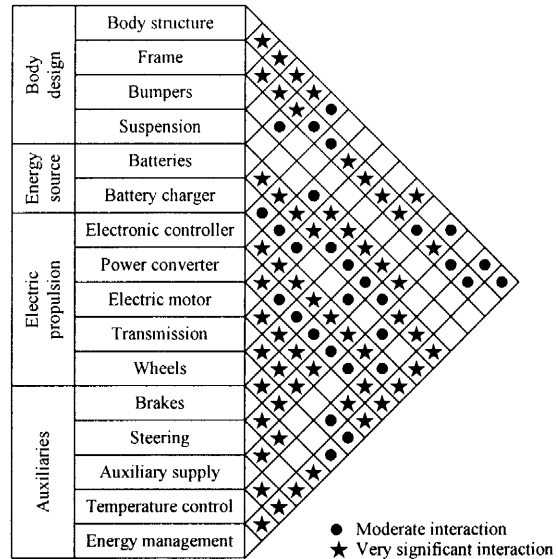 Body design
Body structure
Frame
Bumpers
Suspension
Energy source
Batteries
Battery charger
Electric propulsion
Electronic controller
Power converter
Electric motor
Transmission
Wheels
Auxiliaries
Brakes
Steering
Auxiliary supply
Temperature control
Energy management
Moderate interaction
Very significant interaction